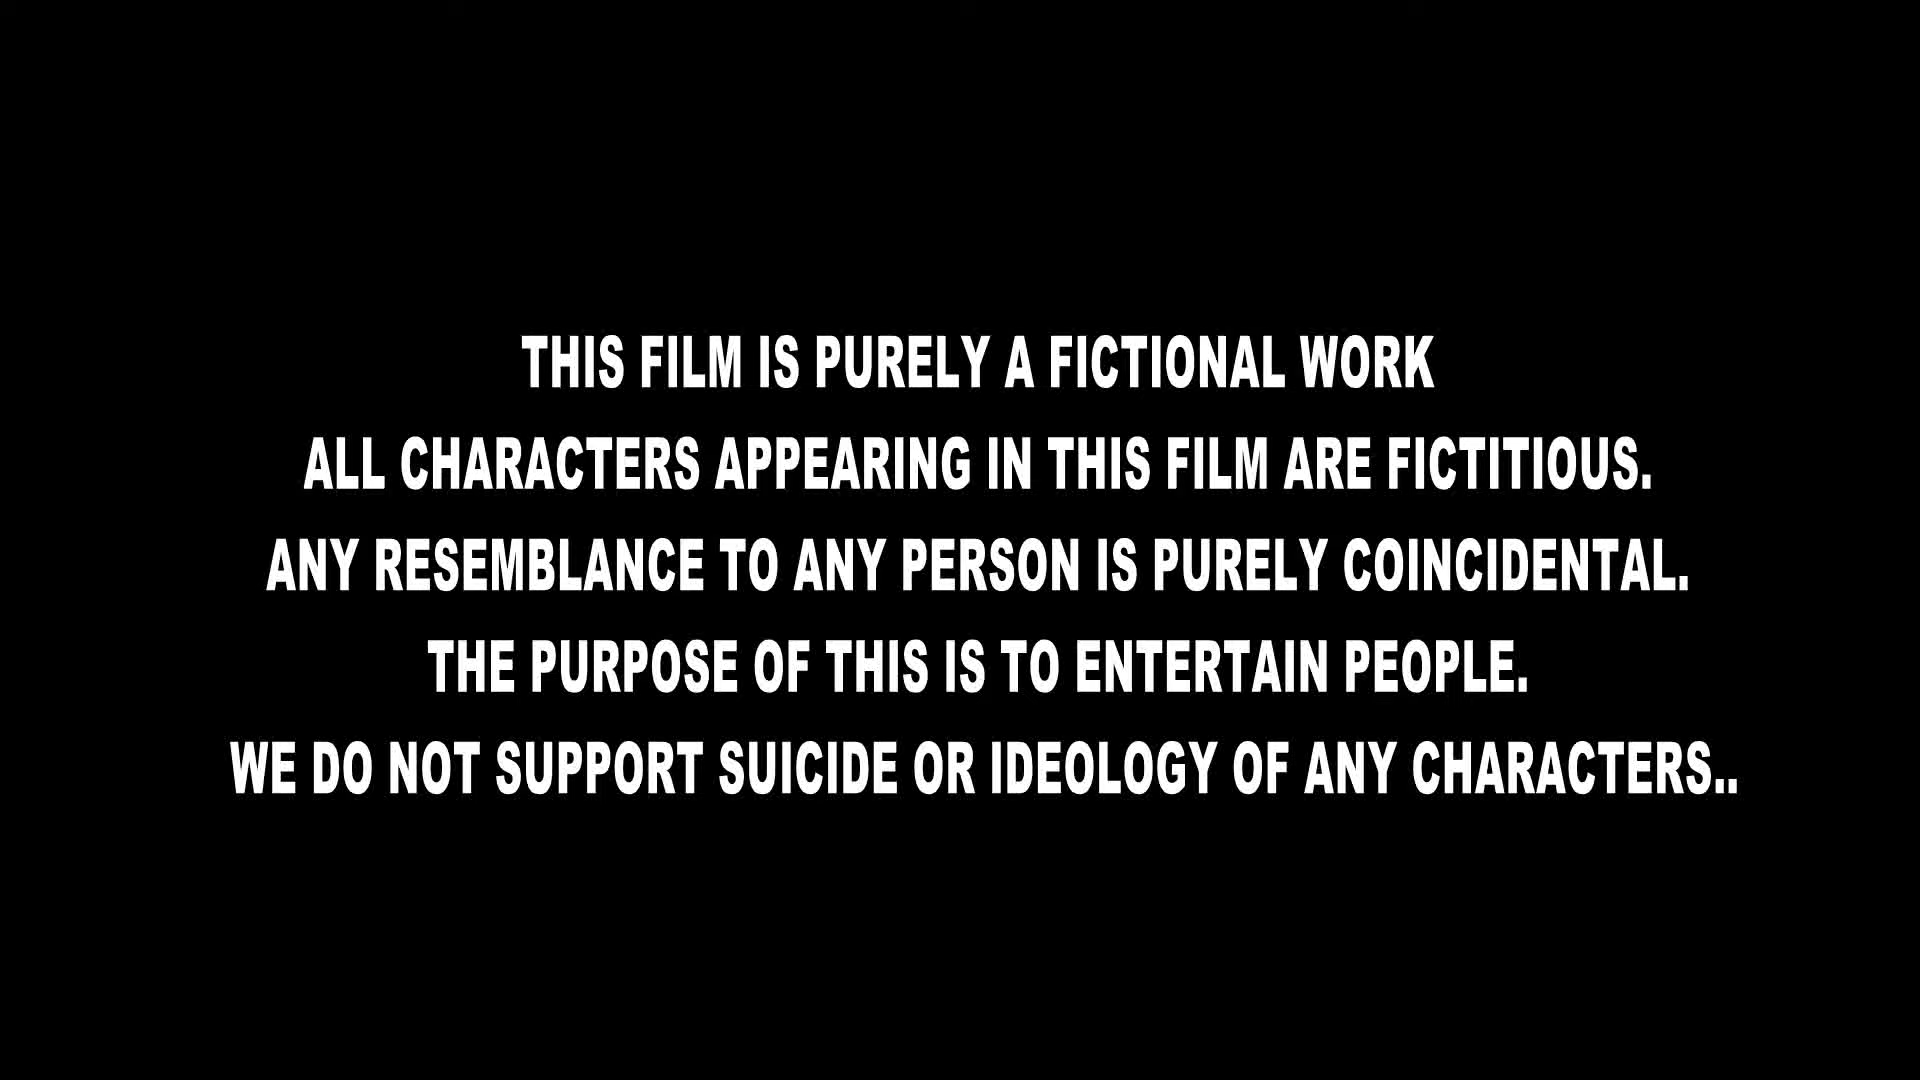 THIS FILM IS PURELY A FICTIONAL WORK
ALL CHARACTERS APPEARING IN THIS FILM ARE FICTITIOUS.
ANY RESEMBLANCE TO ANY PERSON IS PURELY COINCIDENTAL.
THE PURPOSE OF THIS IS TO ENTERTAIN PEOPLE.
WE DO NOT SUPPORT SUICIDE OR IDEOLOGY OF ANY CHARACTERS..